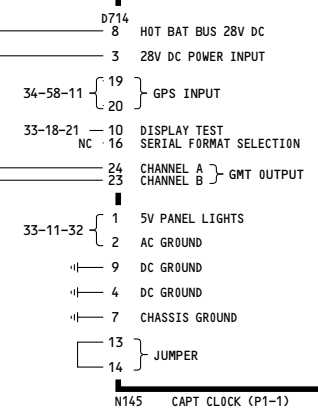 D714
8 HOT BAT BUS 28V DC
3 28V DC POWER INPUT
19
34-58-11 GPS INPUT
20
33-18-21 10 DISPLAY TEST
NC 16 SERIAL FORMAT SELECTION
24 CHANNEL A
GMT OUTPUT
23 CHANNEL B
1 5V PANEL LIGHTS
33-11-32
2 AC GROUND
9 DC GROUND
4 DC GROUND
7 CHASSIS GROUND
13
JUMPER
14
N145 CAPT CLOCK (P1-1)